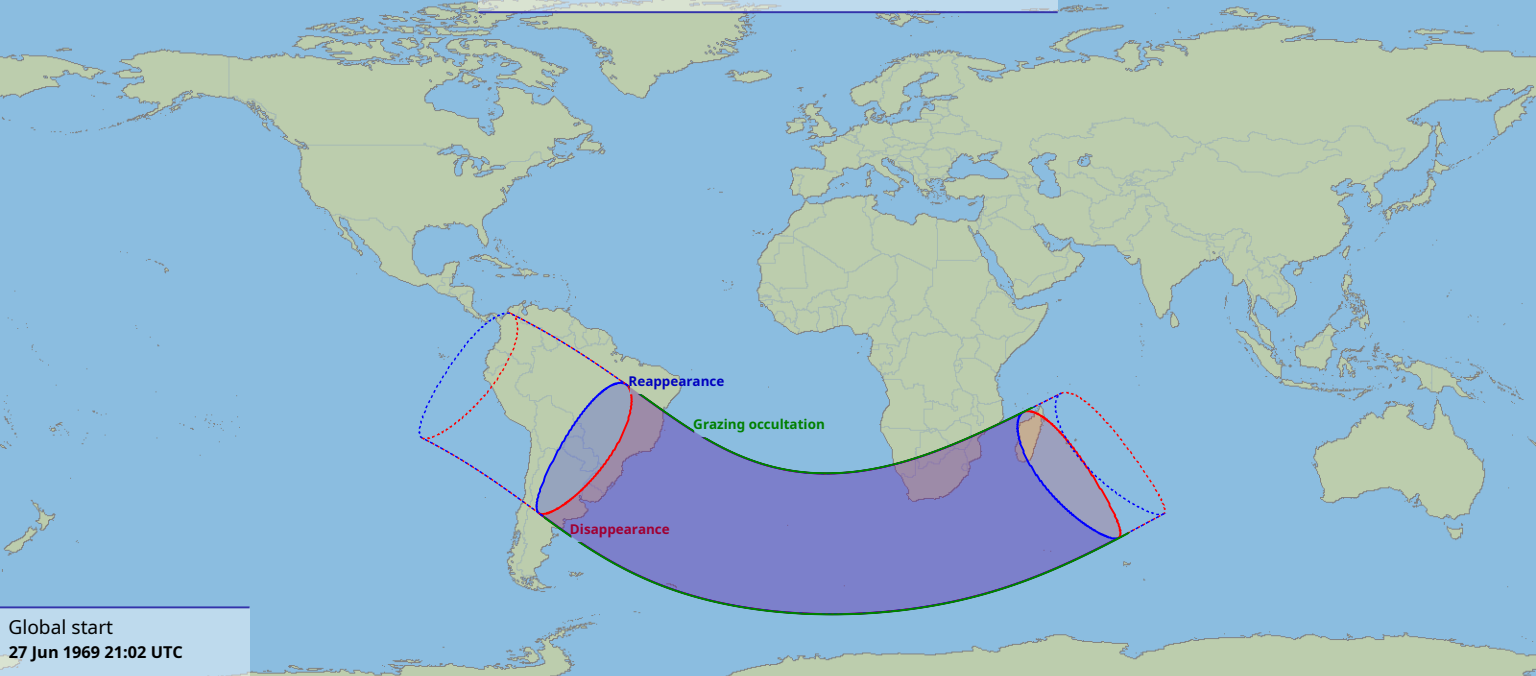 Reappearance
Grazing occultation
Disappearance
Global start
27 Jun 1969 21:02 UTC